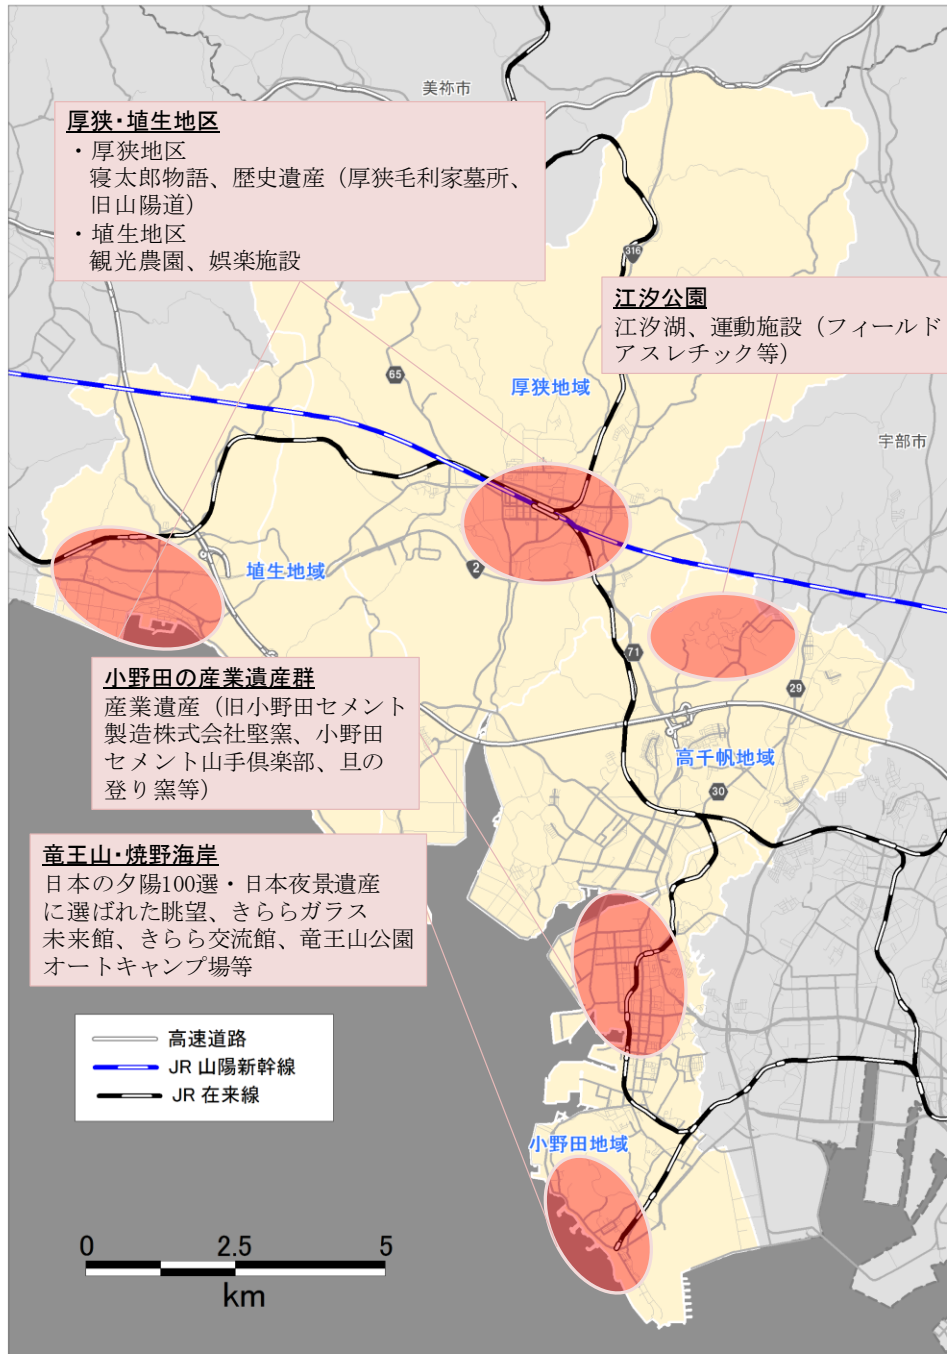 美祢市
厚狭・埴生地区
・厚狭地区
寝太郎物語、歴史遺産（厚狭毛利家墓所、
旧山陽道）
・埴生地区
観光農園、娯楽施設
316
江汐公園
江汐湖、運動施設（フィールド
アスレチック等）
65
厚狭地域
宇部市
埴生地域
2
71
29
小野田の産業遺産群
産業遺産（旧小野田セメント
製造株式会社竪窯、小野田
セメント山手倶楽部、旦の
登り窯等）
高千帆地域
30
竜王山・焼野海岸
日本の夕陽100選・日本夜景遺産
に選ばれた眺望、きららガラス
未来館、きらら交流館、竜王山公園
オートキャンプ場等
高速道路
JR 山陽新幹線
JR 在来線
小野田地域
0 2.5 5
km